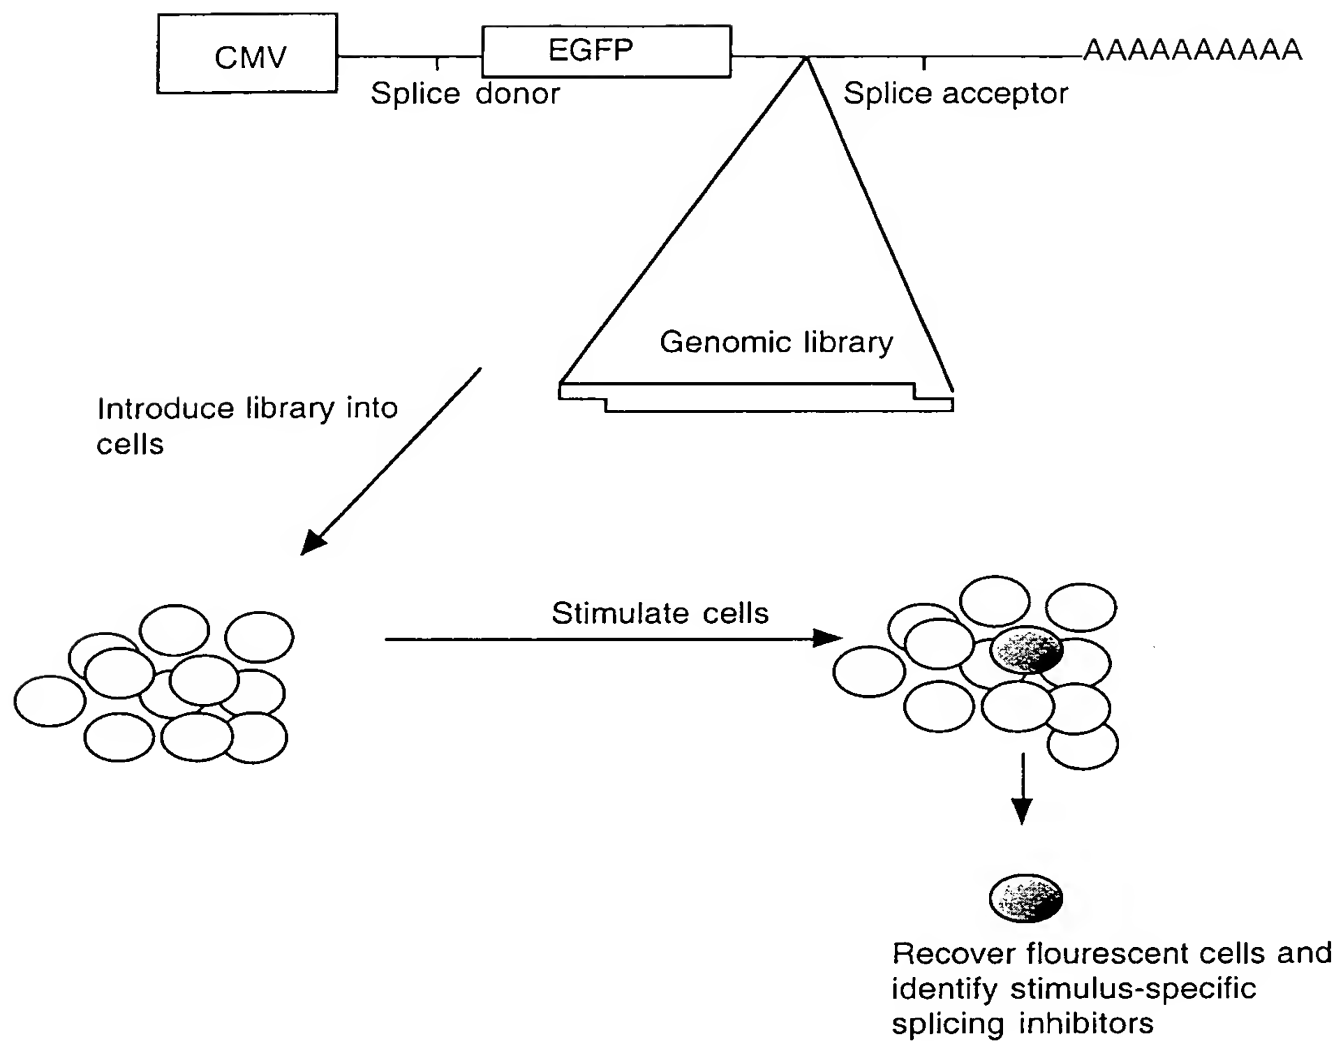 CMV
EGFP
AAAAAAAAAA
Splice donor
Splice acceptor
Genomic library
Introduce library into
cells
Stimulate cells
Recover flourescent cells and
identify stimulus-specific
splicing inhibitors